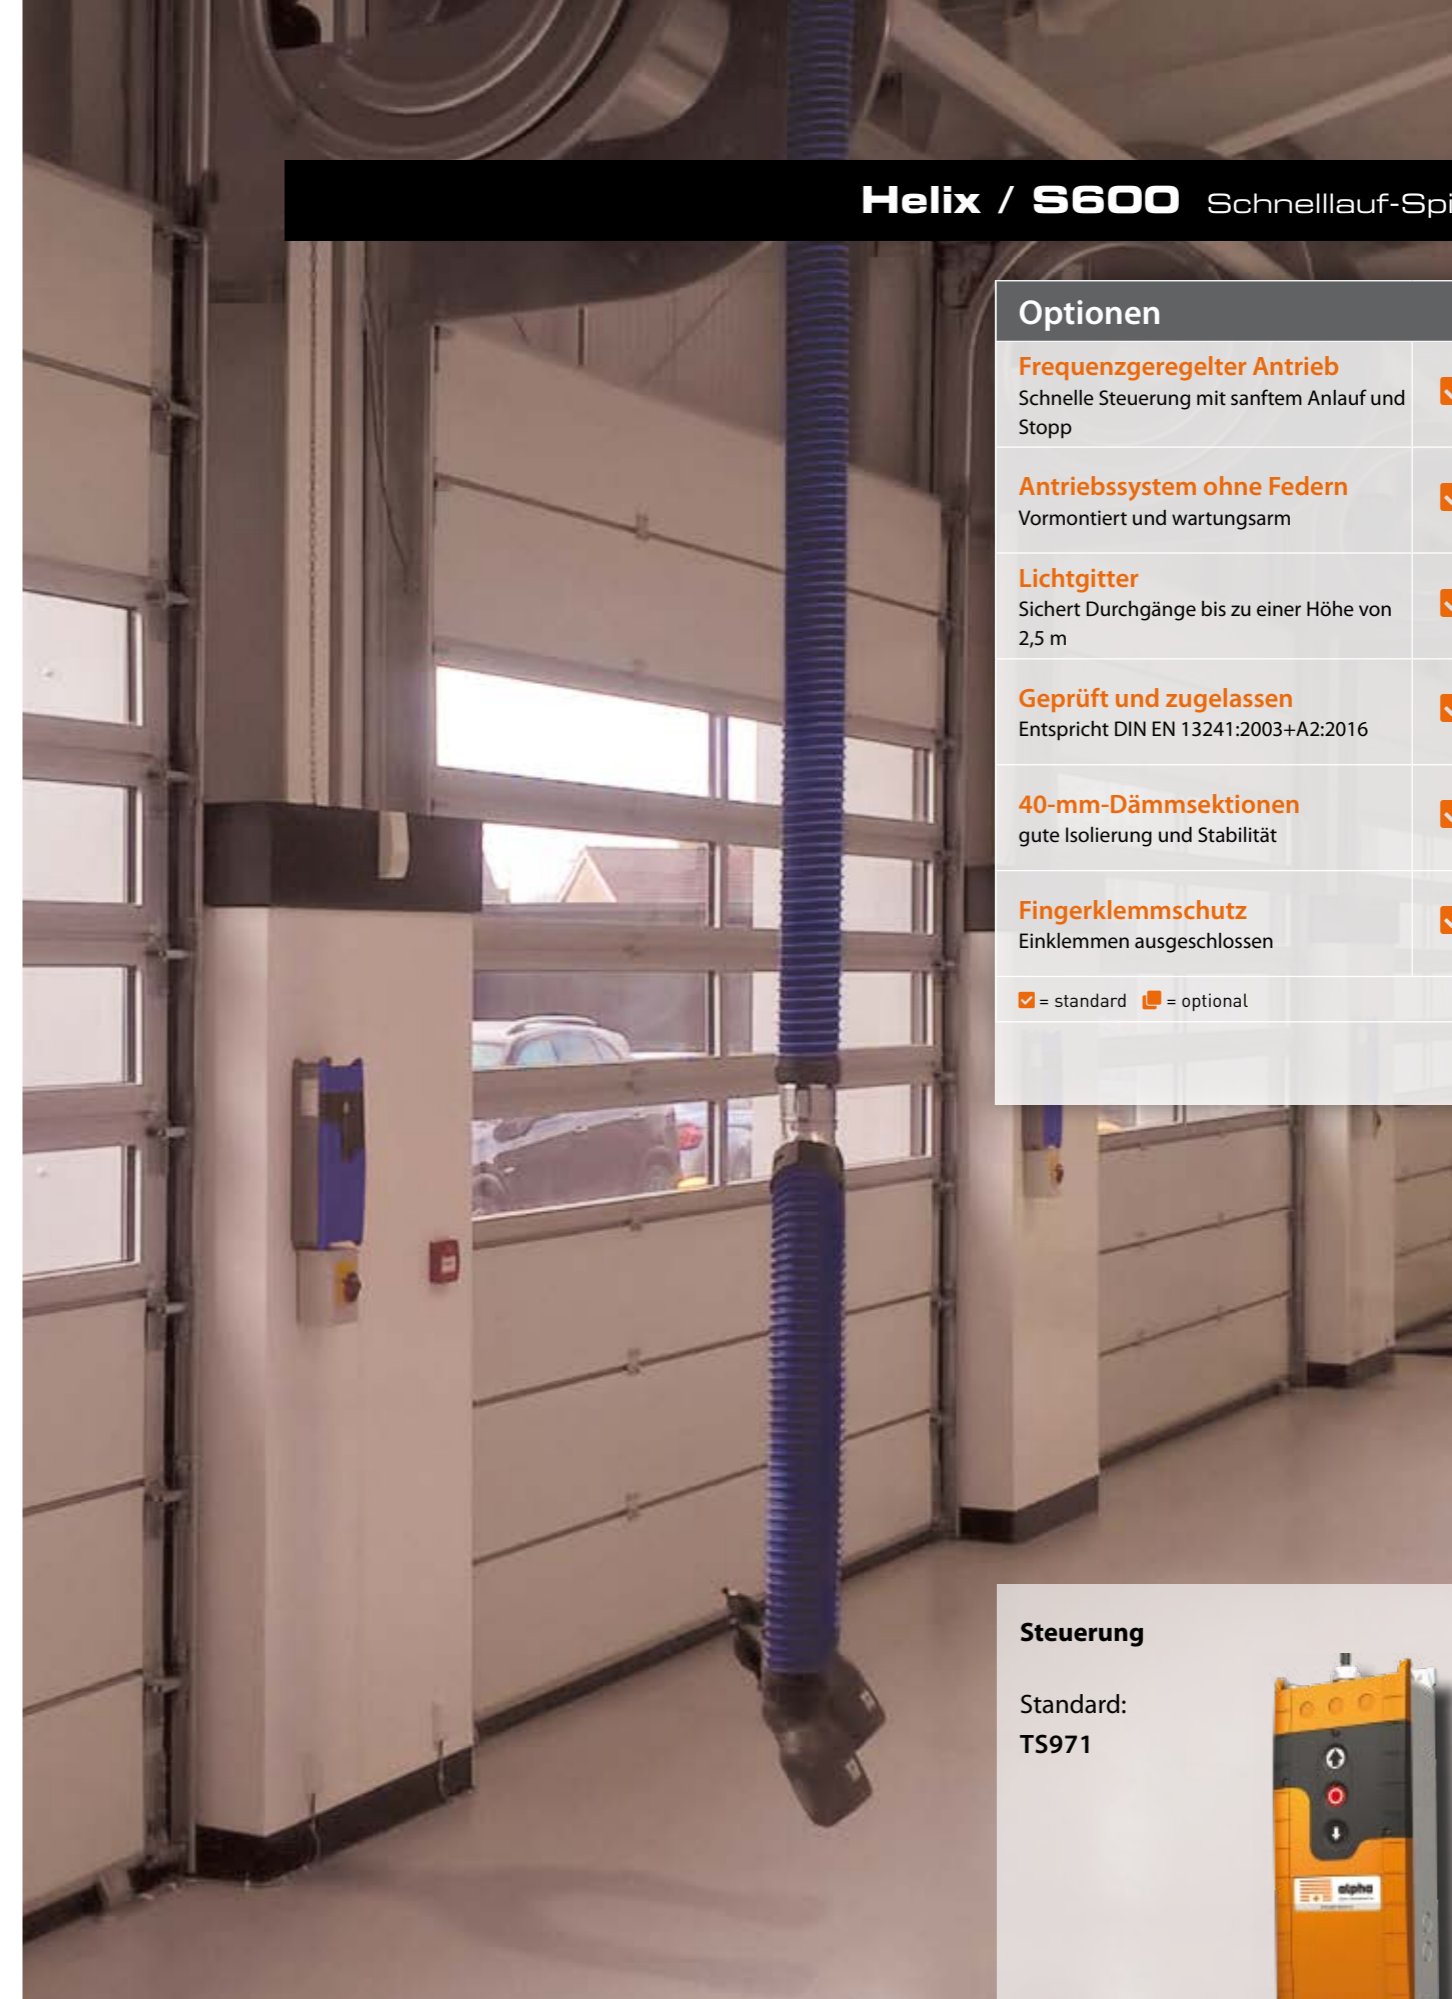 Helix / S600 Schnelllauf-Spi
Optionen
Frequenzgeregelter Antrieb
Schnelle Steuerung mit sanftem Anlauf und
Stopp
Antriebssystem ohne Federn
Vormontiert und wartungsarm
Lichtgitter
Sichert Durchgänge bis zu einer Höhe von
2,5 m
Geprüft und zugelassen
Entspricht DIN EN 13241:2003+A2:2016
40-mm-Dämmsektionen
gute Isolierung und Stabilität
Fingerklemmschutz
Einklemmen ausgeschlossen
= standard = optional
Steuerung
Standard:
TS971
alpha